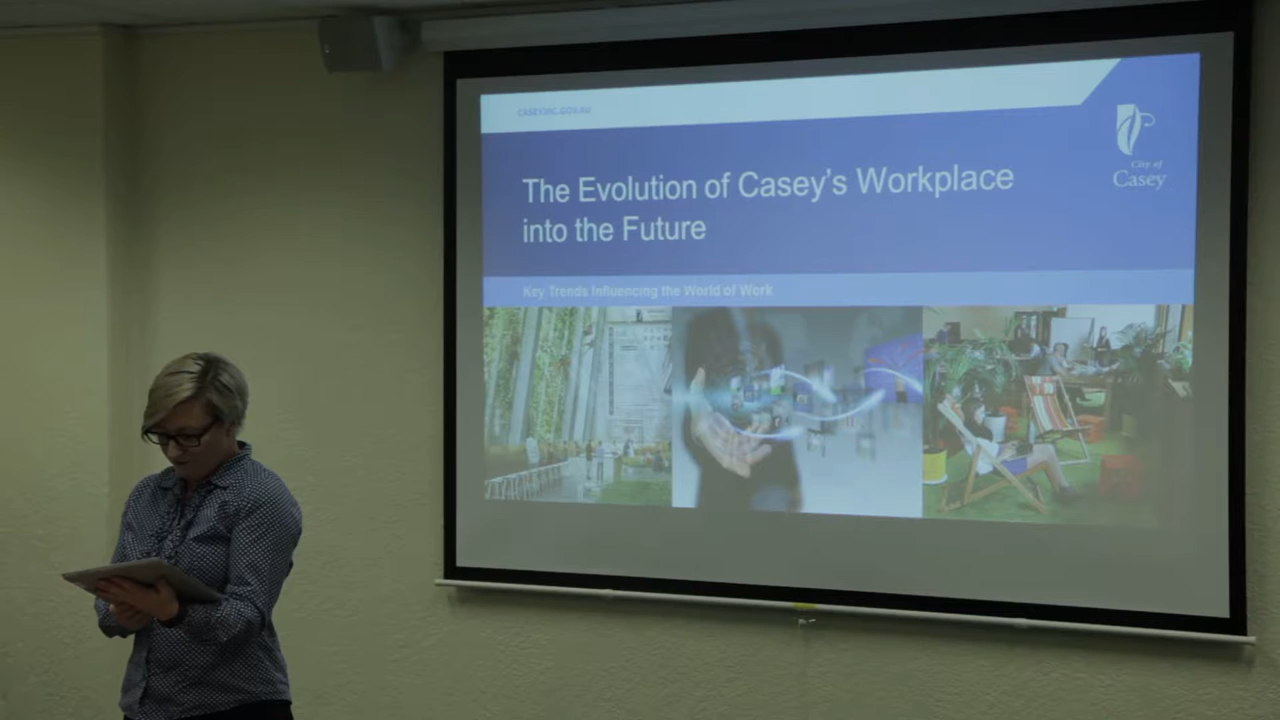 CASEY.VIC.GOV.AU
City of
Casey
The Evolution of Casey's Workplace
into the Future
Key Trends Influencing the World of Work